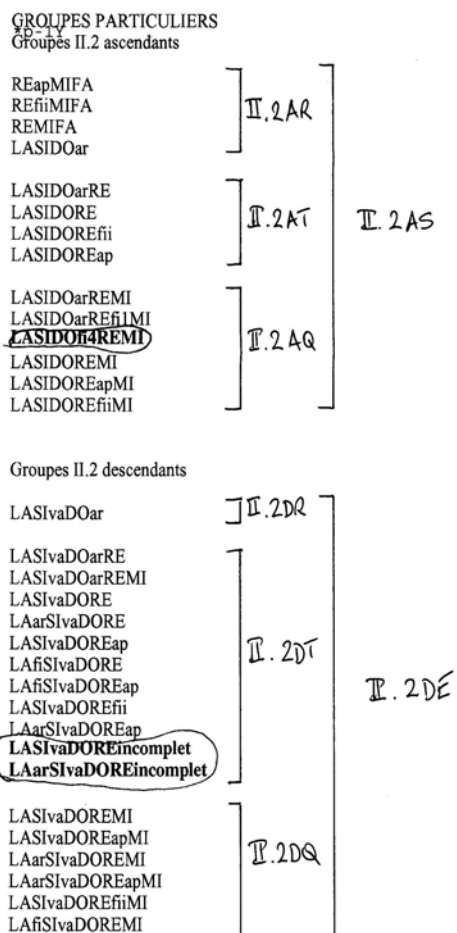 GROUPES PARTICULIERS
*p-1Y
Groupes II.2 ascendants
REapMIFA
REfiiMIFA
REMIFA
LASIDOar
II.2AR
LASIDOarRE
LASIDORE
LASIDOREfii
LASIDOREap
II.2AT
II.2AS
LASIDOarREMI
LASIDOarREfi1MI
LASIDOfi4REMI
LASIDOREMI
LASIDOREapMI
LASIDOREfiiMI
II.2AQ
Groupes II.2 descendants
LASIvaDOar
II.2DR
LASIvaDOarRE
LASIvaDOarREMI
LASIvaDORE
LAarSIvaDORE
LASIvaDOREap
LAfiSIvaDORE
LAfiSIvaDOREap
LASIvaDOREfii
LAarSIvaDOREap
LASIvaDOREincomplet
LAarSIvaDOREincomplet
II.2DT
II.2DE
LASIvaDOREMI
LASIvaDOREapMI
LAarSIvaDOREMI
LAarSIvaDOREapMI
LASIvaDOREfiiMI
LAfiSIvaDOREMI
II.2DQ